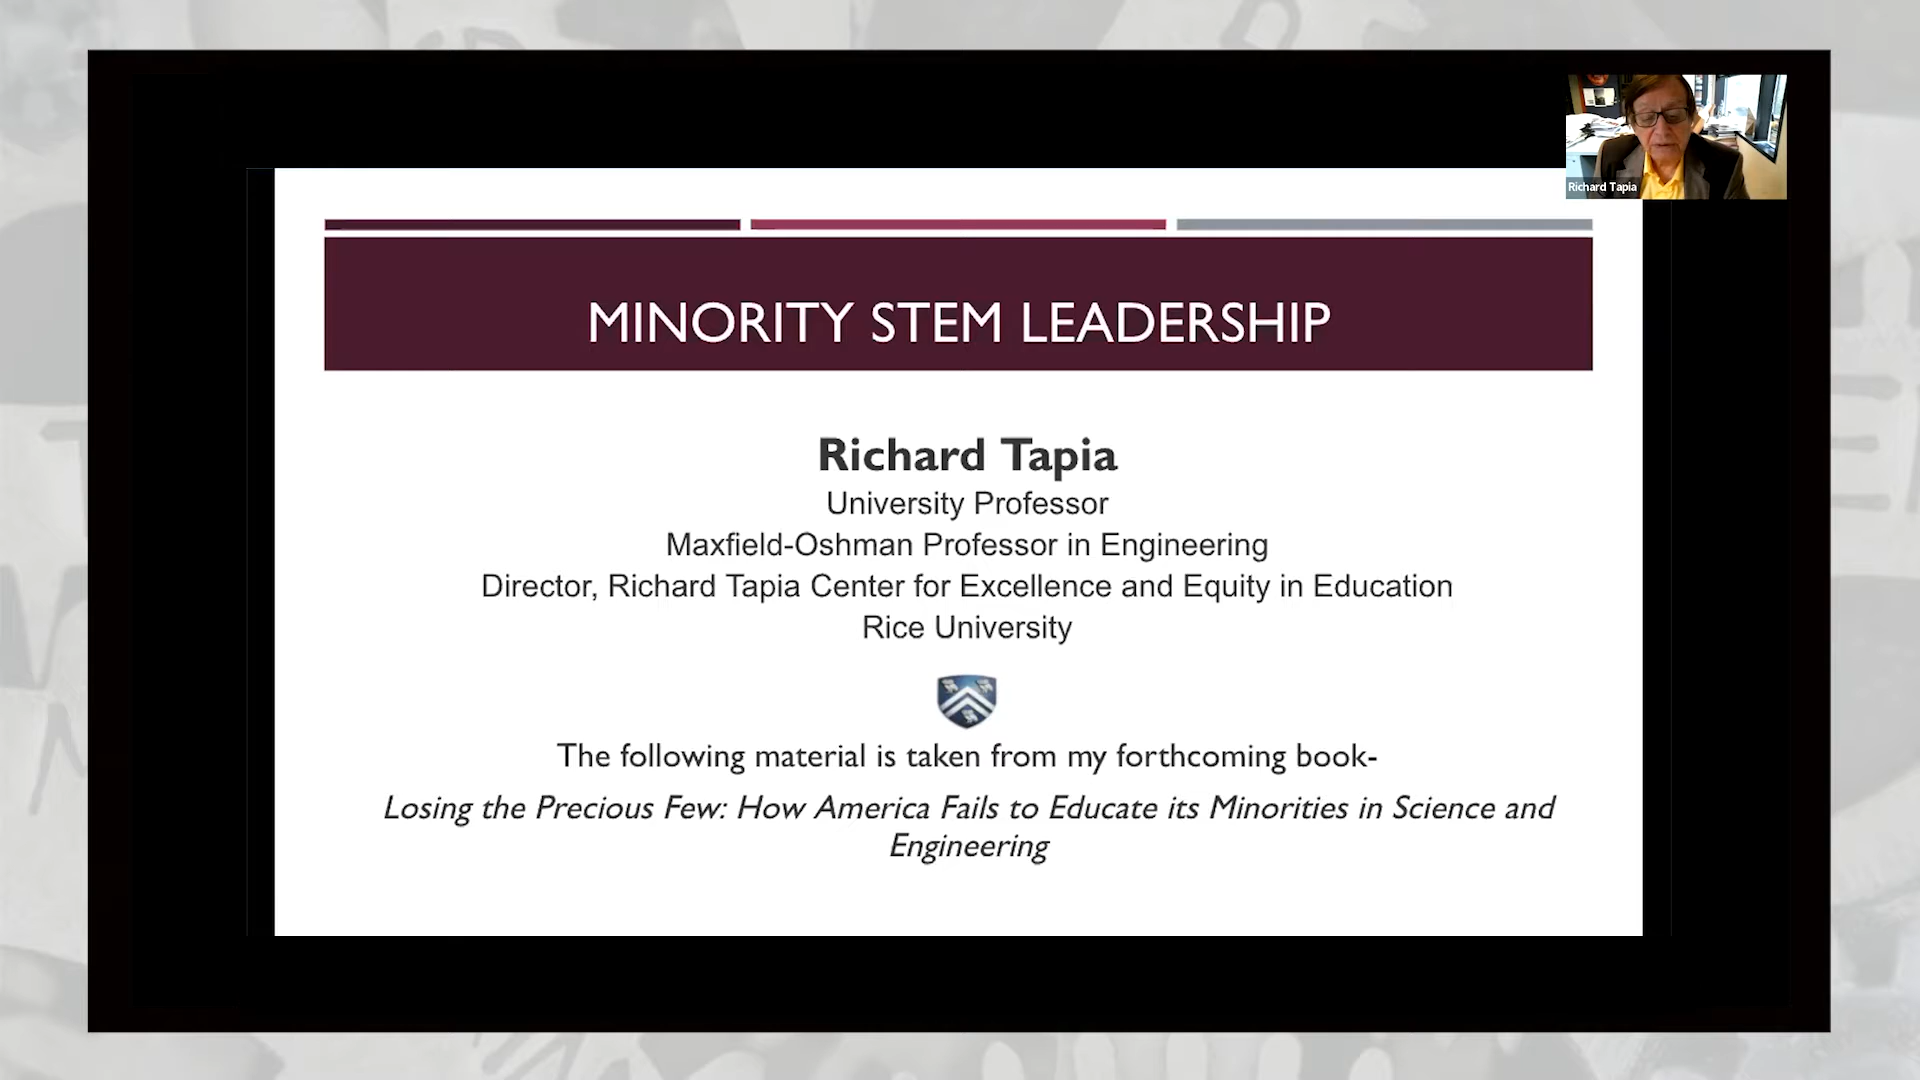 Richard Tapia
MINORITY STEM LEADERSHIP
Richard Tapia
University Professor
Maxfield-Oshman Professor in Engineering
Director, Richard Tapia Center for Excellence and Equity in Education
Rice University
The following material is taken from my forthcoming book-
Losing the Precious Few: How America Fails to Educate its Minorities in Science and
Engineering